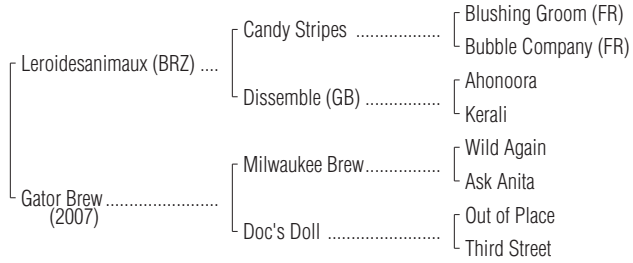 Blushing Groom (FR)
Candy Stripes ..................
Bubble Company (FR)
Leroidesanimaux (BRZ) ....
Ahonoora
Dissemble (GB) ................
Kerali
Wild Again
Milwaukee Brew................
Ask Anita
Gator Brew ........................
(2007)
Out of Place
Doc's Doll ........................
Third Street